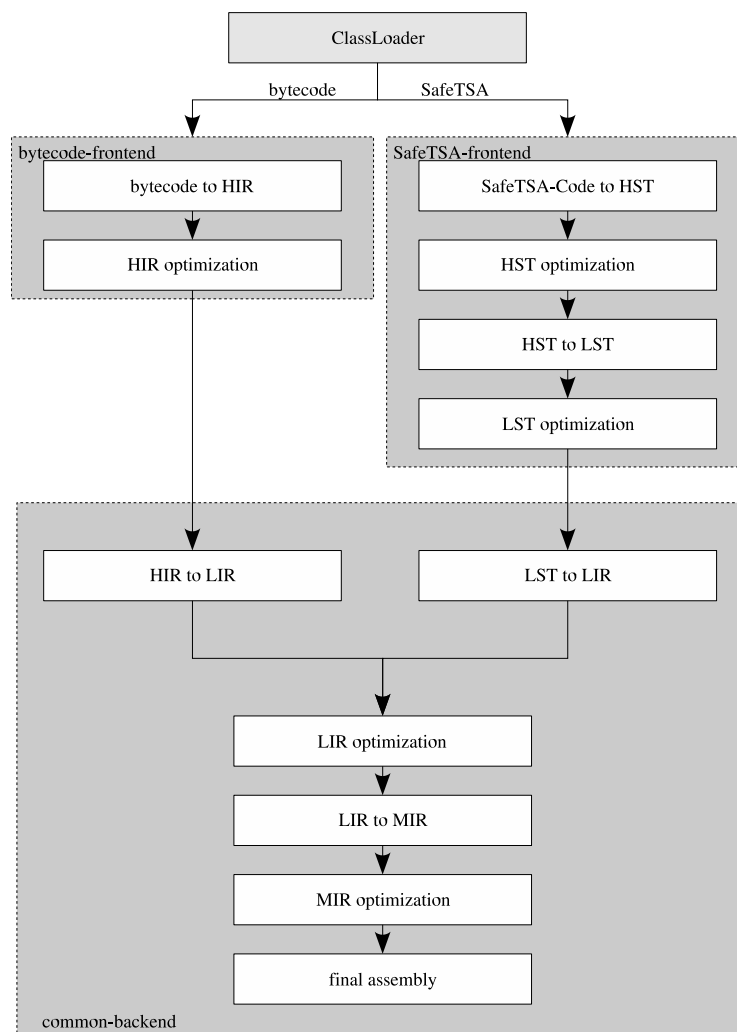 ClassLoader
bytecode SafeTSA
bytecode-frontend
bytecode to HIR
HIR optimization
SafeTSA-frontend
SafeTSA-Code to HST
HST optimization
HST to LST
LST optimization
HIR to LIR
LST to LIR
LIR optimization
LIR to MIR
MIR optimization
final assembly
common-backend